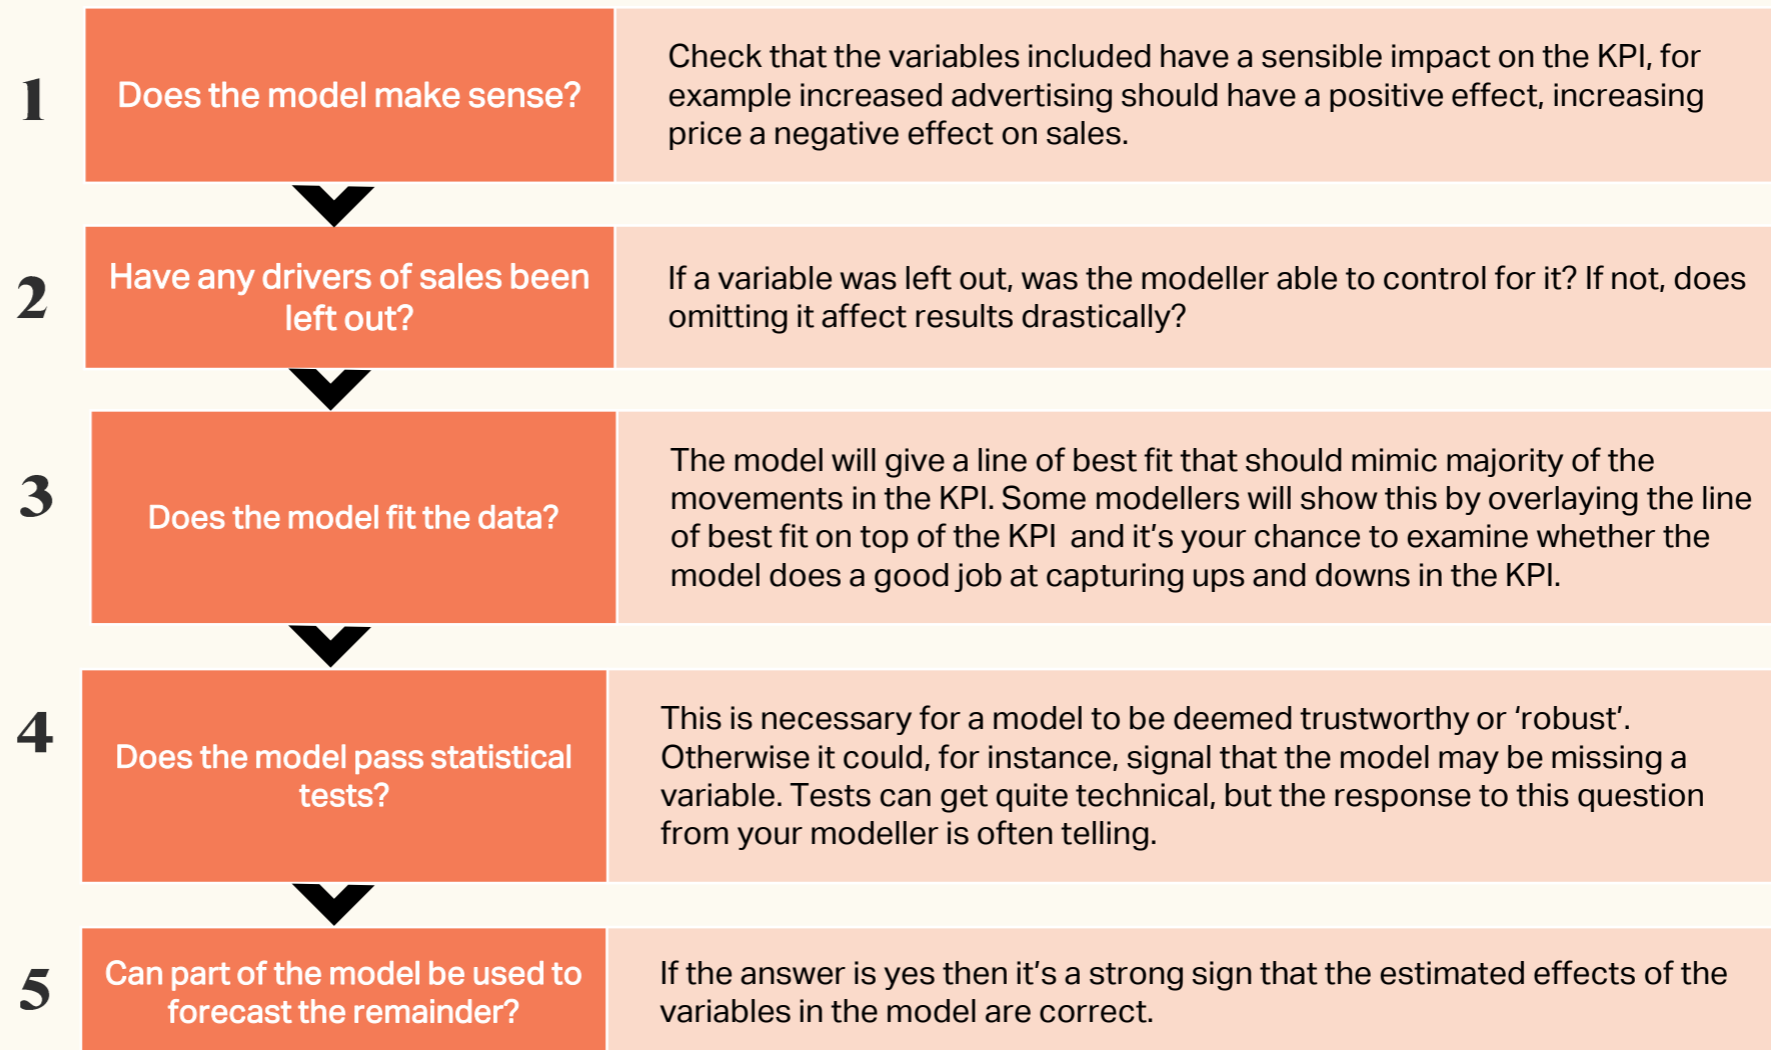 1
Does the model make sense?
Check that the variables included have a sensible impact on the KPI, for
example increased advertising should have a positive effect, increasing
price a negative effect on sales.
2
Have any drivers of sales been
left out?
If a variable was left out, was the modeller able to control for it? If not, does
omitting it affect results drastically?
3
Does the model fit the data?
The model will give a line of best fit that should mimic majority of the
movements in the KPI. Some modellers will show this by overlaying the line
of best fit on top of the KPI  and it’s your chance to examine whether the
model does a good job at capturing ups and downs in the KPI.
4
Does the model pass statistical
tests?
This is necessary for a model to be deemed trustworthy or ‘robust’.
Otherwise it could, for instance, signal that the model may be missing a
variable. Tests can get quite technical, but the response to this question
from your modeller is often telling.
5
Can part of the model be used to
forecast the remainder?
If the answer is yes then it’s a strong sign that the estimated effects of the
variables in the model are correct.